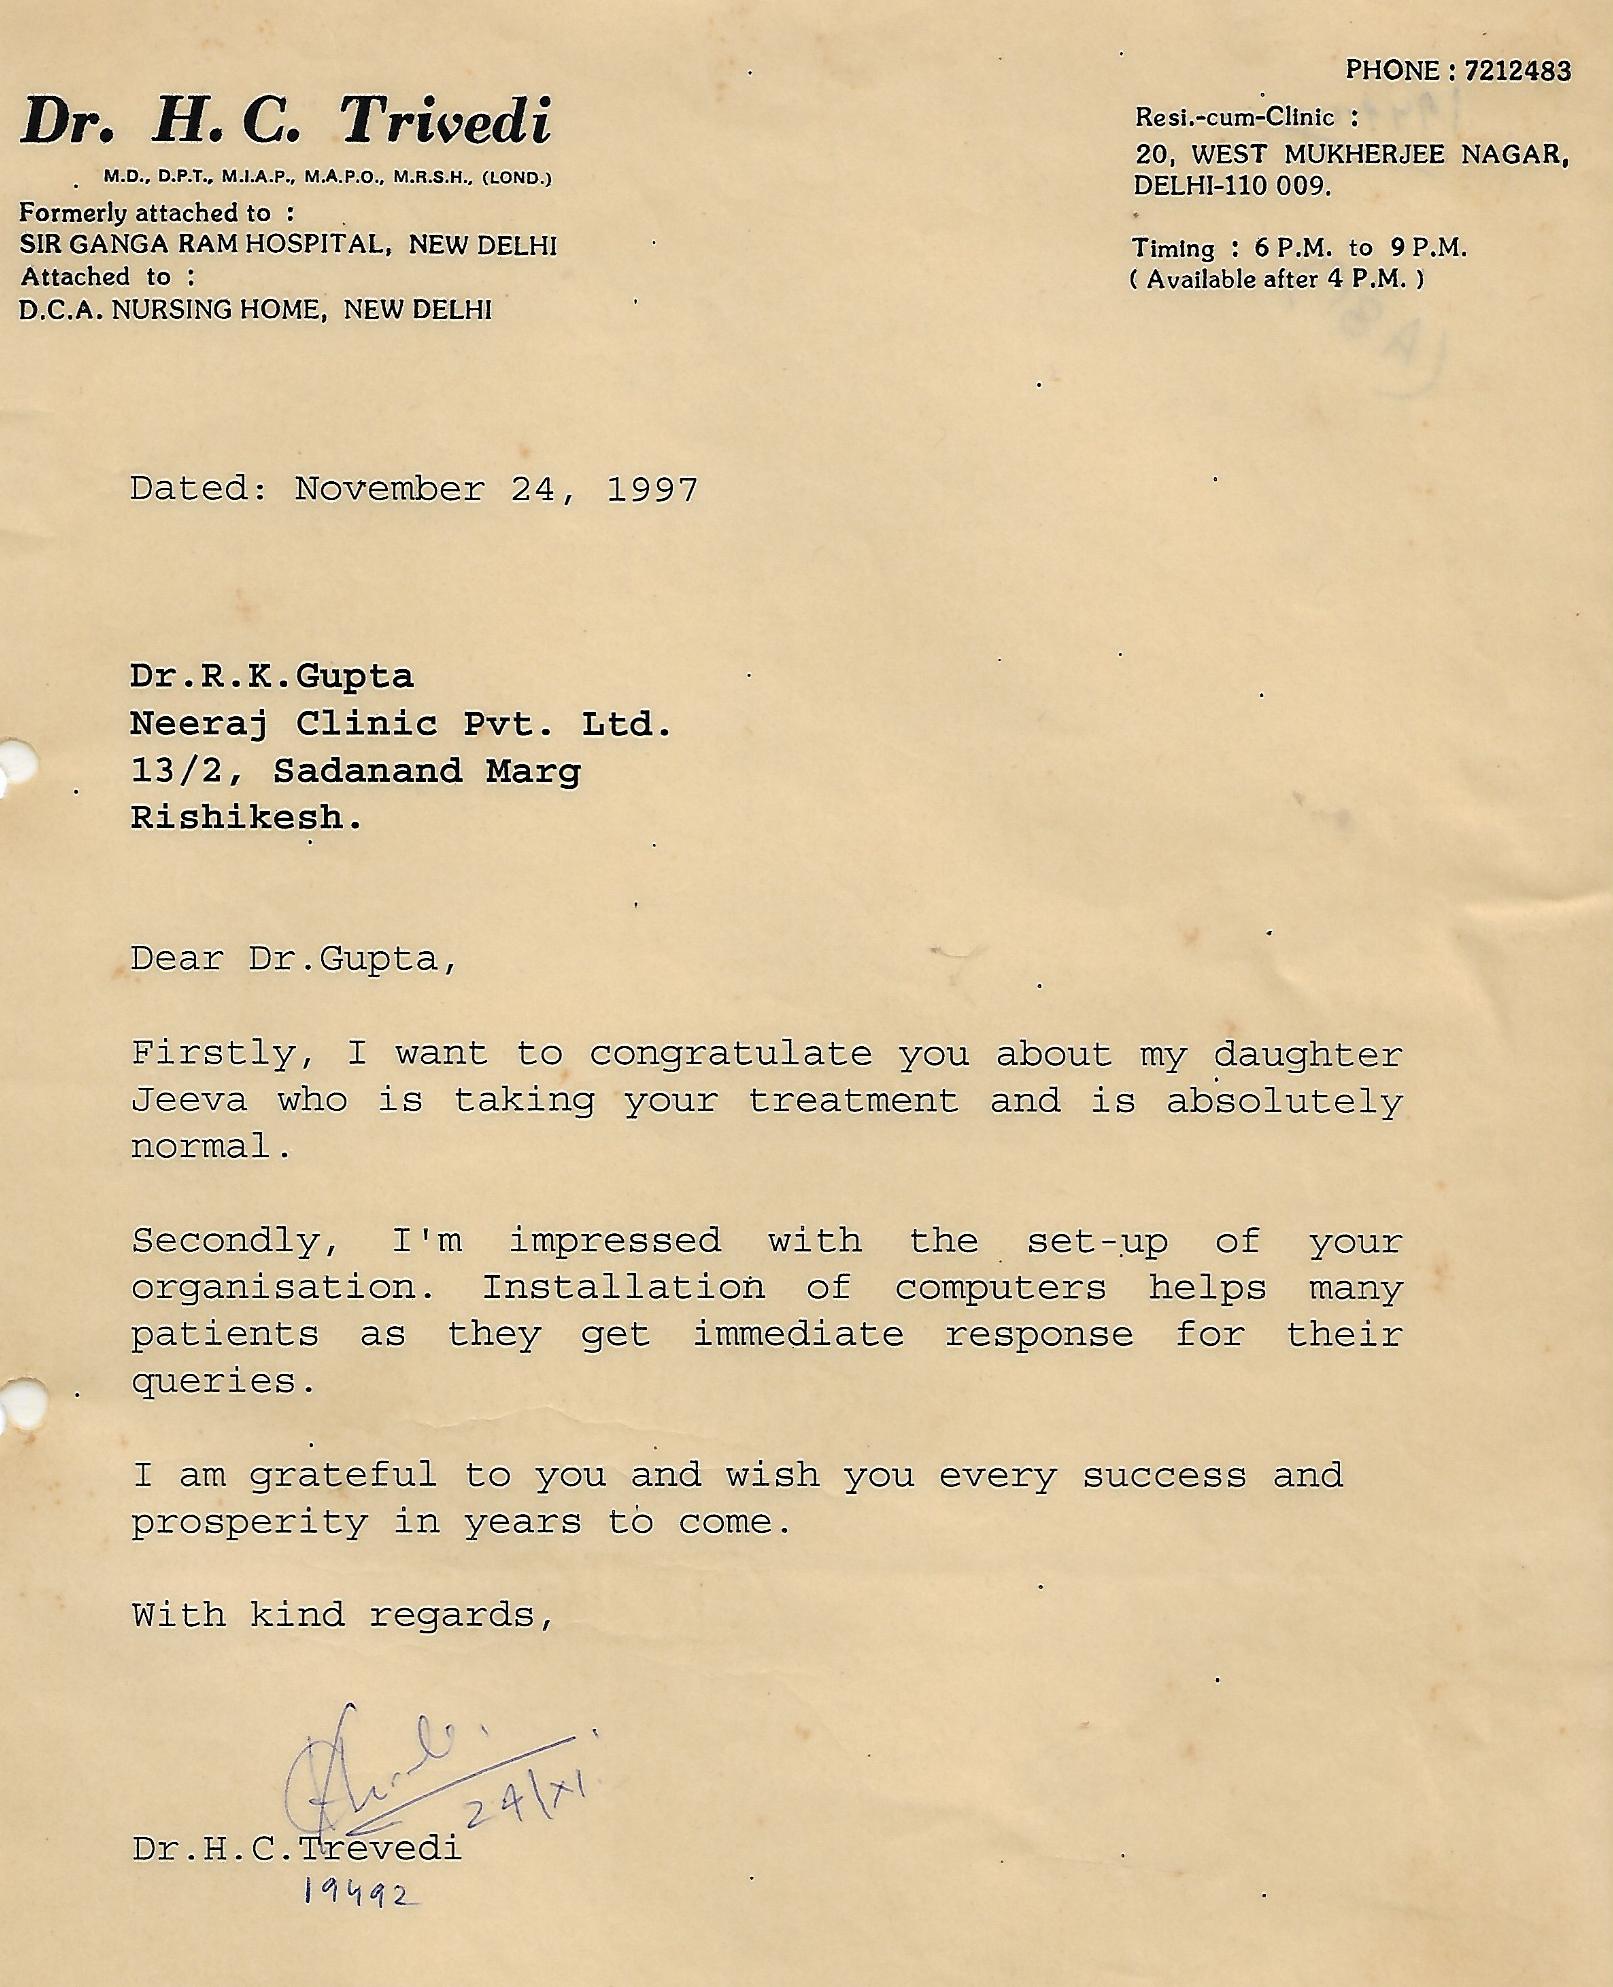 PHONE : 7212483
Dr. H. C. Trivedi
M.D., D.P.T., M.I.A.P., M.A.P.O., M.R.S.H., (LOND.)
Formerly attached to :
SIR GANGA RAM HOSPITAL, NEW DELHI
Attached to :
D.C.A. NURSING HOME, NEW DELHI
Resi.-cum-Clinic :
20, WEST MUKHERJEE NAGAR,
DELHI-110 009.
Timing : 6 P.M. to 9 P.M.
( Available after 4 P.M. )
Dated: November 24, 1997
Dr.R.K.Gupta
Neeraj Clinic Pvt. Ltd.
13/2, Sadanand Marg
Rishikesh.
Dear Dr.Gupta,
Firstly, I want to congratulate you about my daughter
Jeeva who is taking your treatment and is absolutely
normal.
Secondly, I'm impressed with the set-up of your
organisation. Installation of computers helps many
patients as they get immediate response for their
queries.
I am grateful to you and wish you every success and
prosperity in years to come.
With kind regards,
24/XI
Dr.H.C.Trevedi
19492